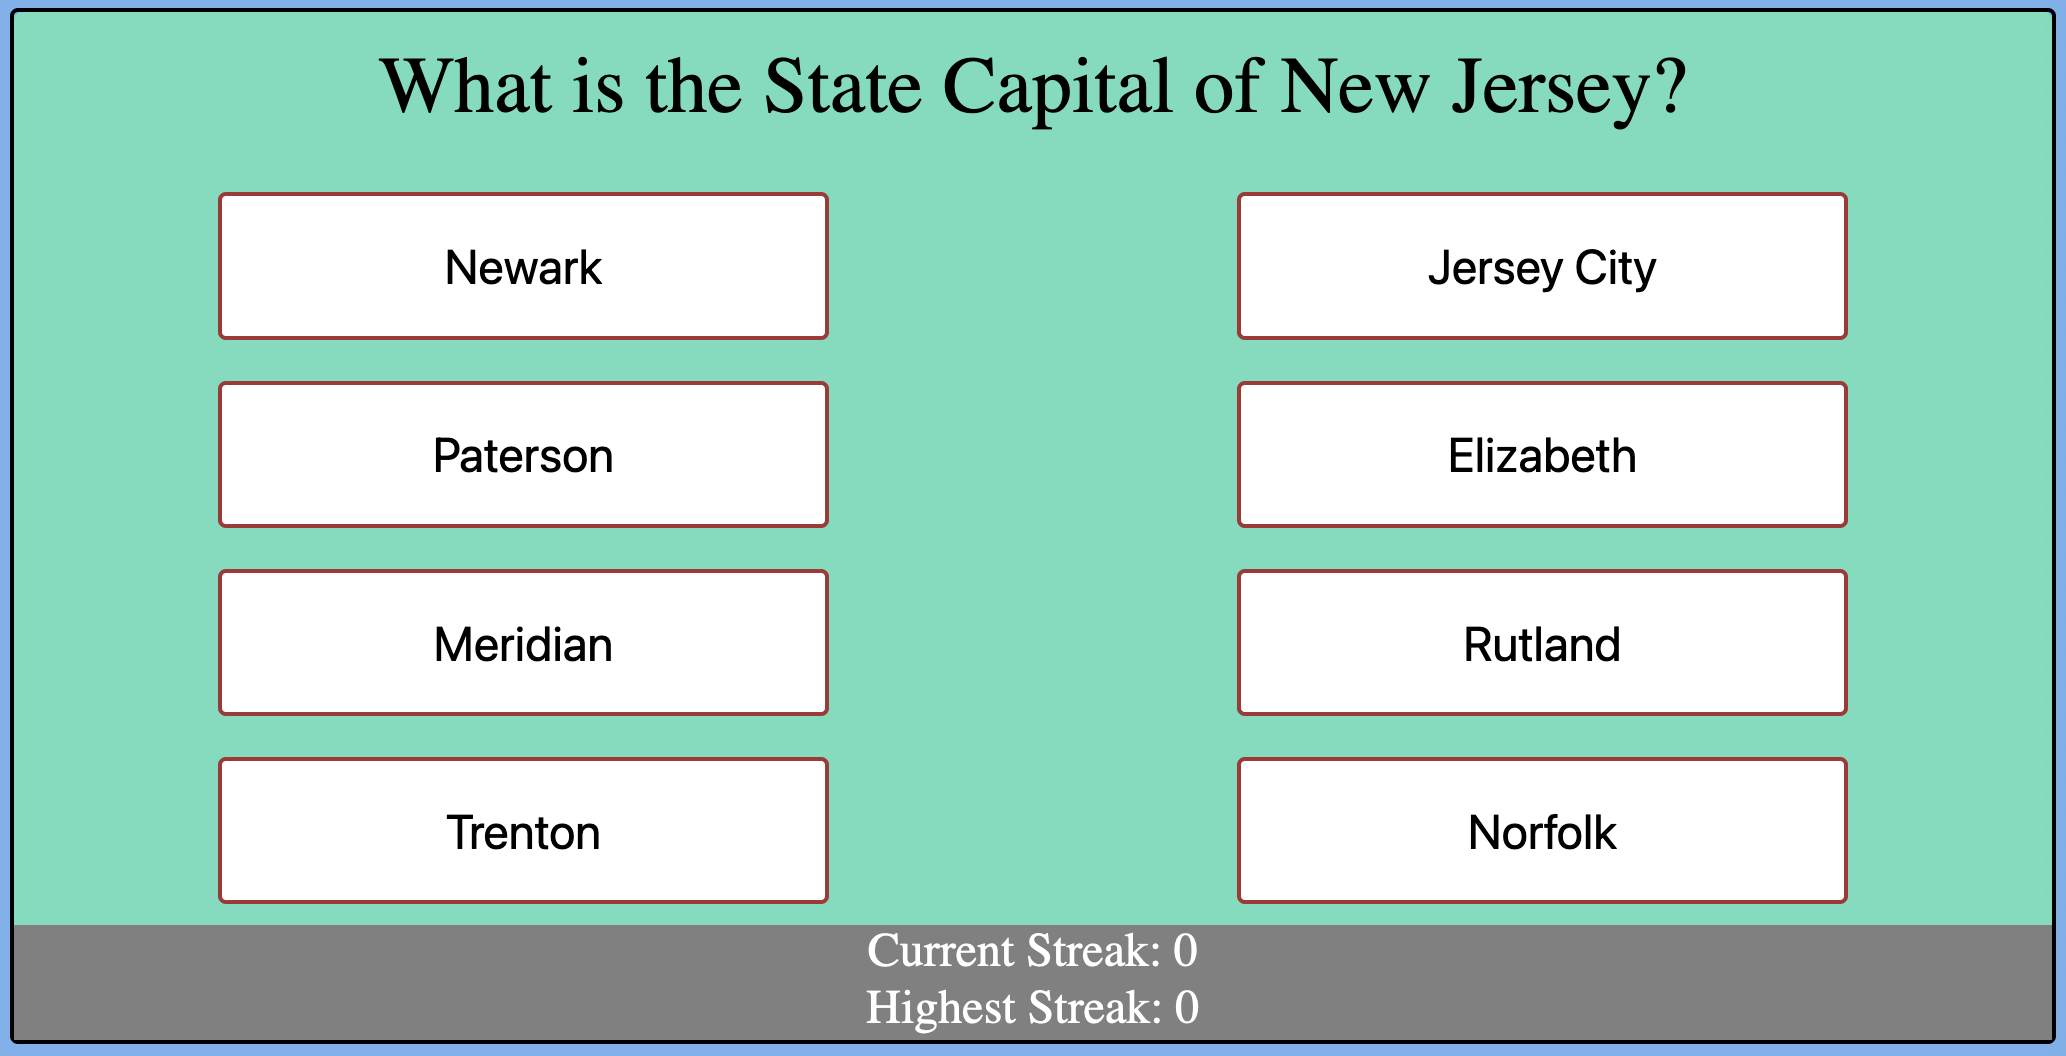 What is the State Capital of New Jersey?
Newark
Jersey City
Paterson
Elizabeth
Meridian
Rutland
Trenton
Norfolk
Current Streak: 0
Highest Streak: 0